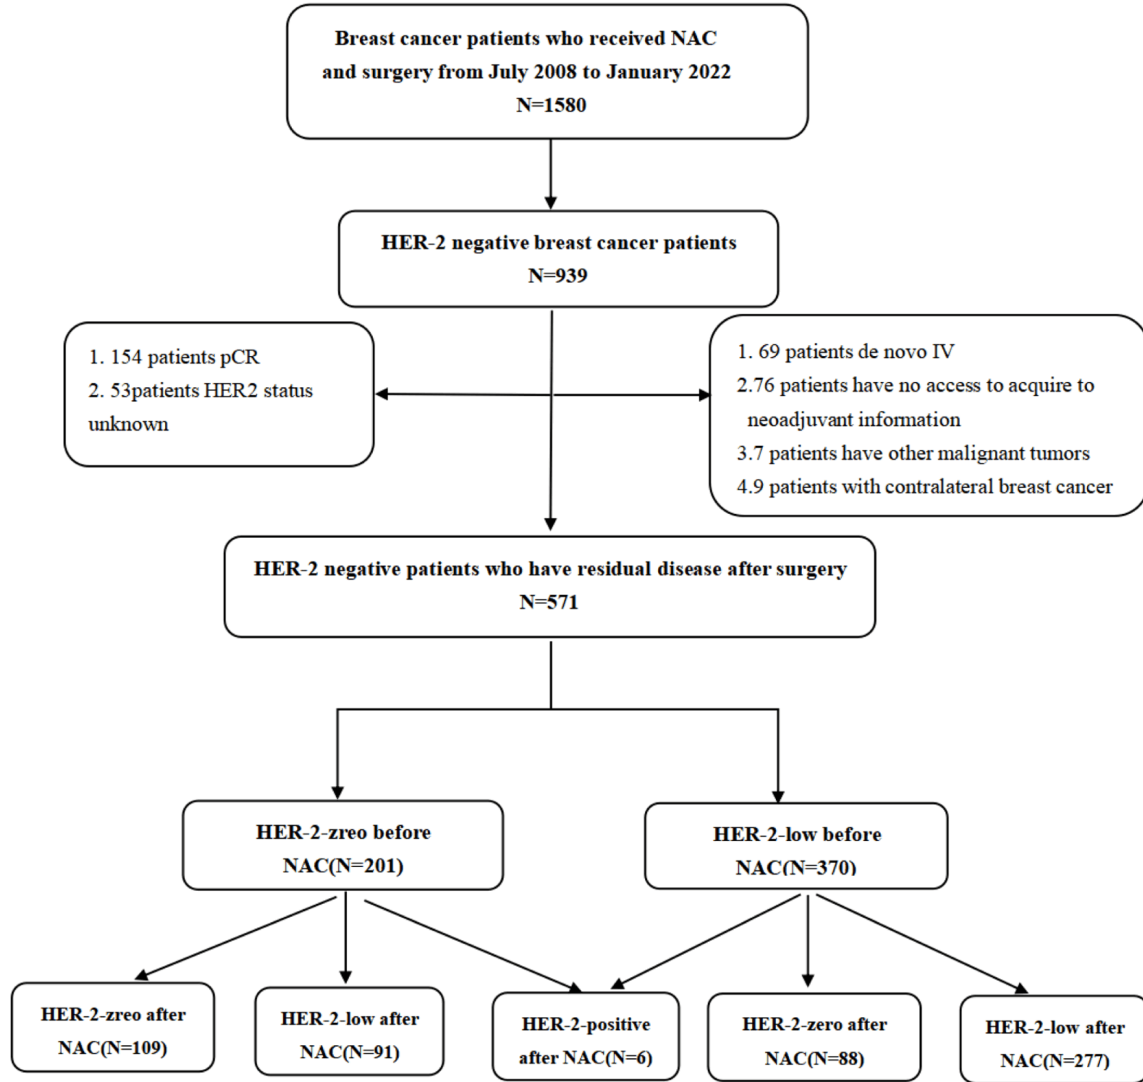 Breast cancer patients who received NAC
and surgery from July 2008 to January 2022
N=1580
HER-2 negative breast cancer patients
N=939
1. 154 patients pCR
2. 53patients HER2 status
unknown
1. 69 patients de novo IV
2.76 patients have no access to acquire to
neoadjuvant information
3.7 patients have other malignant tumors
4.9 patients with contralateral breast cancer
HER-2 negative patients who have residual disease after surgery
N=571
HER-2-zreo before
NAC(N=201)
HER-2-low before
NAC(N=370)
HER-2-zreo after
NAC(N=109)
HER-2-low after
NAC(N=91)
HER-2-positive
after NAC(N=6)
HER-2-zero after
NAC(N=88)
HER-2-low after
NAC(N=277)